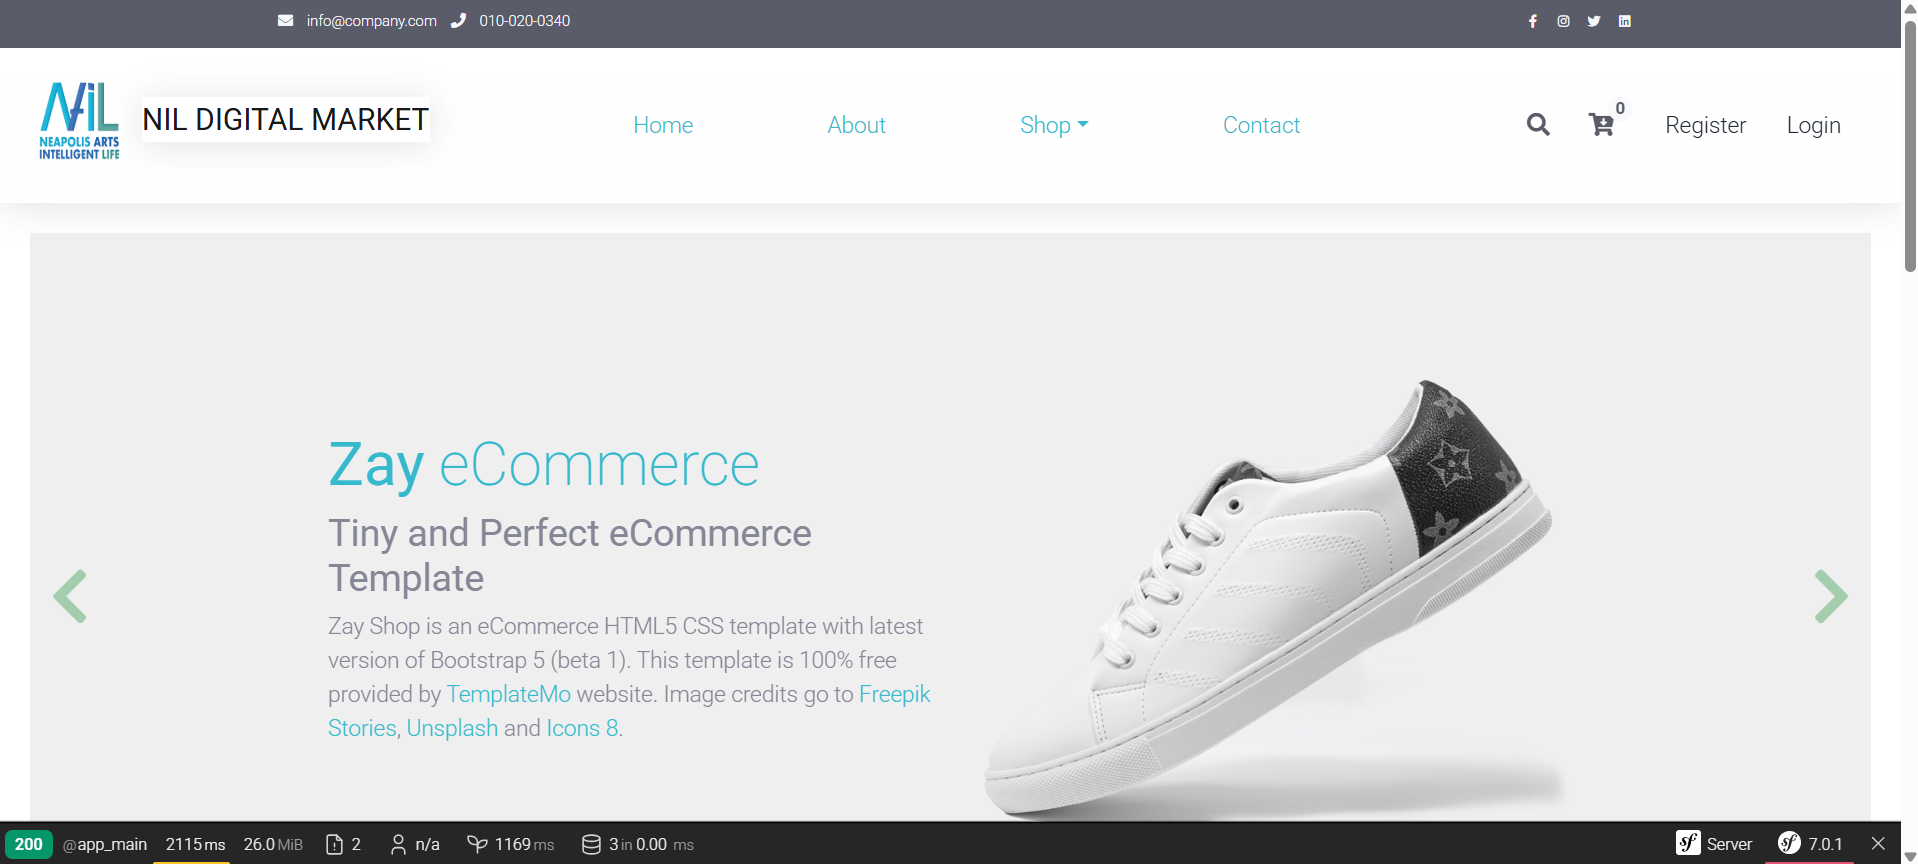 info@company.com 010-020-0340
NiL
NEAPOLIS ARTS
INTELLIGENT LIFE
NIL DIGITAL MARKET
Home About Shop Contact
0
Register Login
Zay eCommerce
Tiny and Perfect eCommerce
Template
Zay Shop is an eCommerce HTML5 CSS template with latest
version of Bootstrap 5 (beta 1). This template is 100% free
provided by TemplateMo website. Image credits go to Freepik
Stories, Unsplash and Icons 8.
200 @app_main 2115 ms 26.0 MiB 2 n/a 1169 ms 3 in 0.00 ms sf Server sf 7.0.1